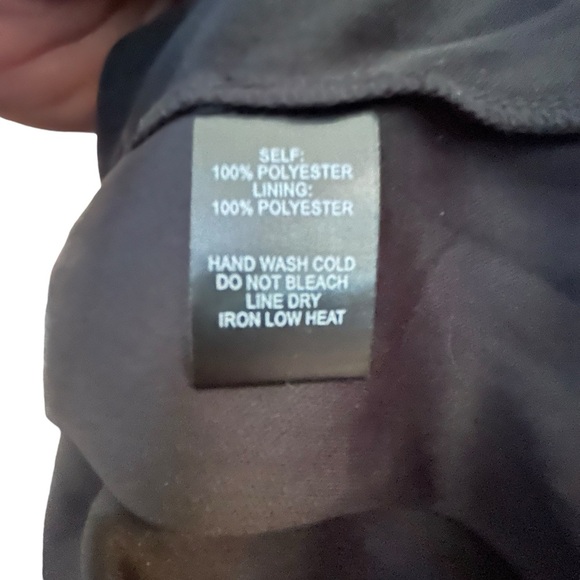 SELF:
100% POLYESTER
LINING:
100% POLYESTER
HAND WASH COLD
DO NOT BLEACH
LINE DRY
IRON LOW HEAT